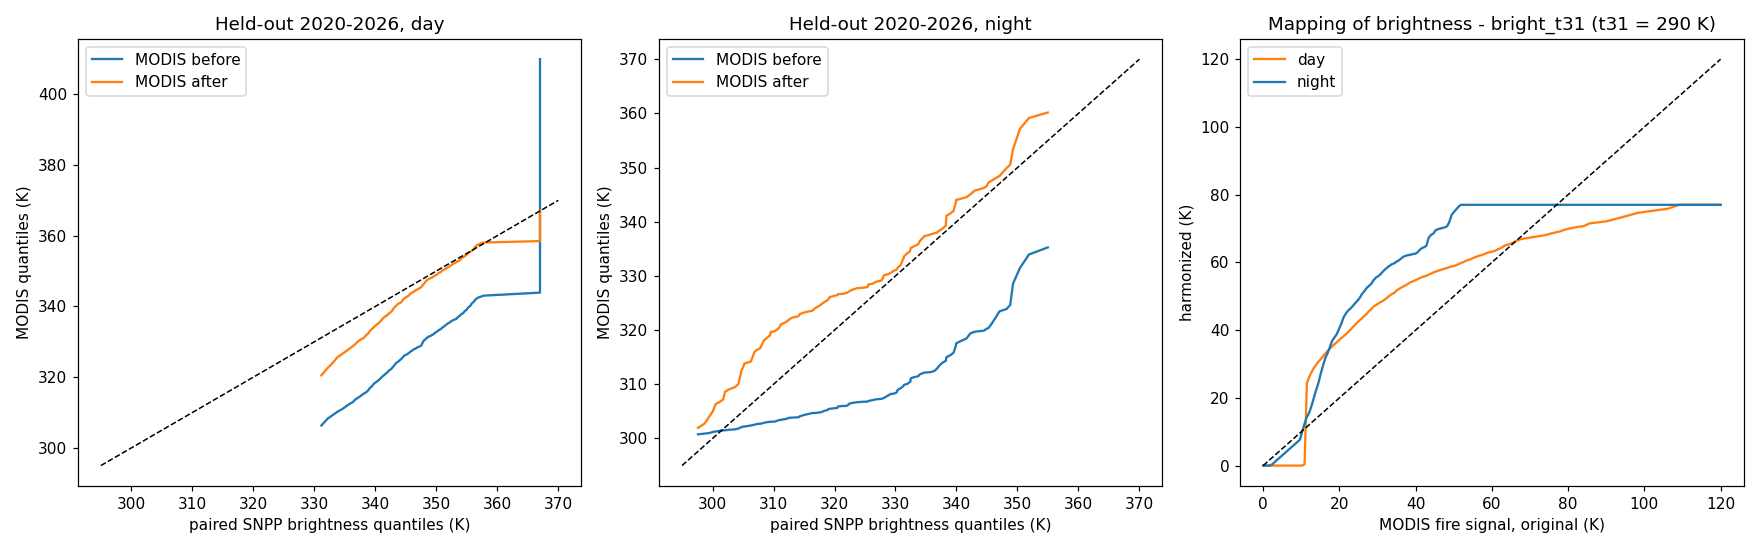 Held-out 2020-2026, day
MODIS before
MODIS after
MODIS quantiles (K)
400
380
360
340
320
300
300 310 320 330 340 350 360 370
paired SNPP brightness quantiles (K)
Held-out 2020-2026, night
MODIS before
MODIS after
MODIS quantiles (K)
370
360
350
340
330
320
310
300
300 310 320 330 340 350 360 370
paired SNPP brightness quantiles (K)
Mapping of brightness - bright_t31 (t31 = 290 K)
day
night
harmonized (K)
120
100
80
60
40
20
0
0 20 40 60 80 100 120
MODIS fire signal, original (K)